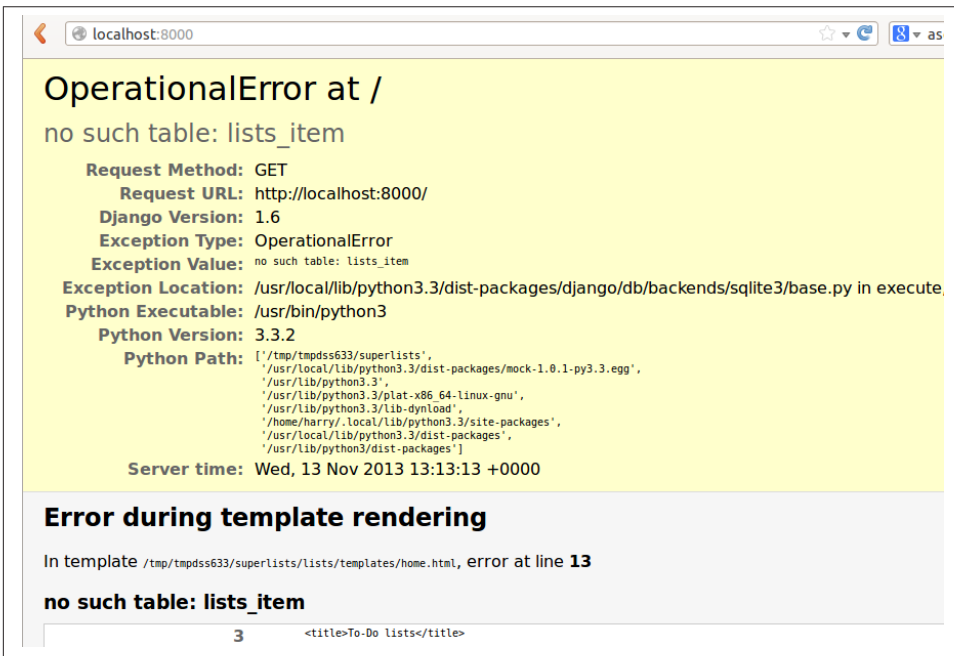 localhost:8000
8
as
OperationalError at /
no such table: lists_item
Request Method: GET
Request URL: http://localhost:8000/
Django Version: 1.6
Exception Type: OperationalError
Exception Value: no such table: lists_item
Exception Location: /usr/local/lib/python3.3/dist-packages/django/db/backends/sqlite3/base.py in execute,
Python Executable: /usr/bin/python3
Python Version: 3.3.2
Python Path: ['/tmp/tmpdss633/superlists',
'/usr/local/lib/python3.3/dist-packages/mock-1.0.1-py3.3.egg',
'/usr/lib/python3.3',
'/usr/lib/python3.3/plat-x86_64-linux-gnu',
'/usr/lib/python3.3/lib-dynload',
'/home/harry/.local/lib/python3.3/site-packages',
'/usr/local/lib/python3.3/dist-packages',
'/usr/lib/python3/dist-packages']
Server time: Wed, 13 Nov 2013 13:13:13 +0000
Error during template rendering
In template /tmp/tmpdss633/superlists/lists/templates/home.html, error at line 13
no such table: lists_item
3 <title>To-Do lists</title>